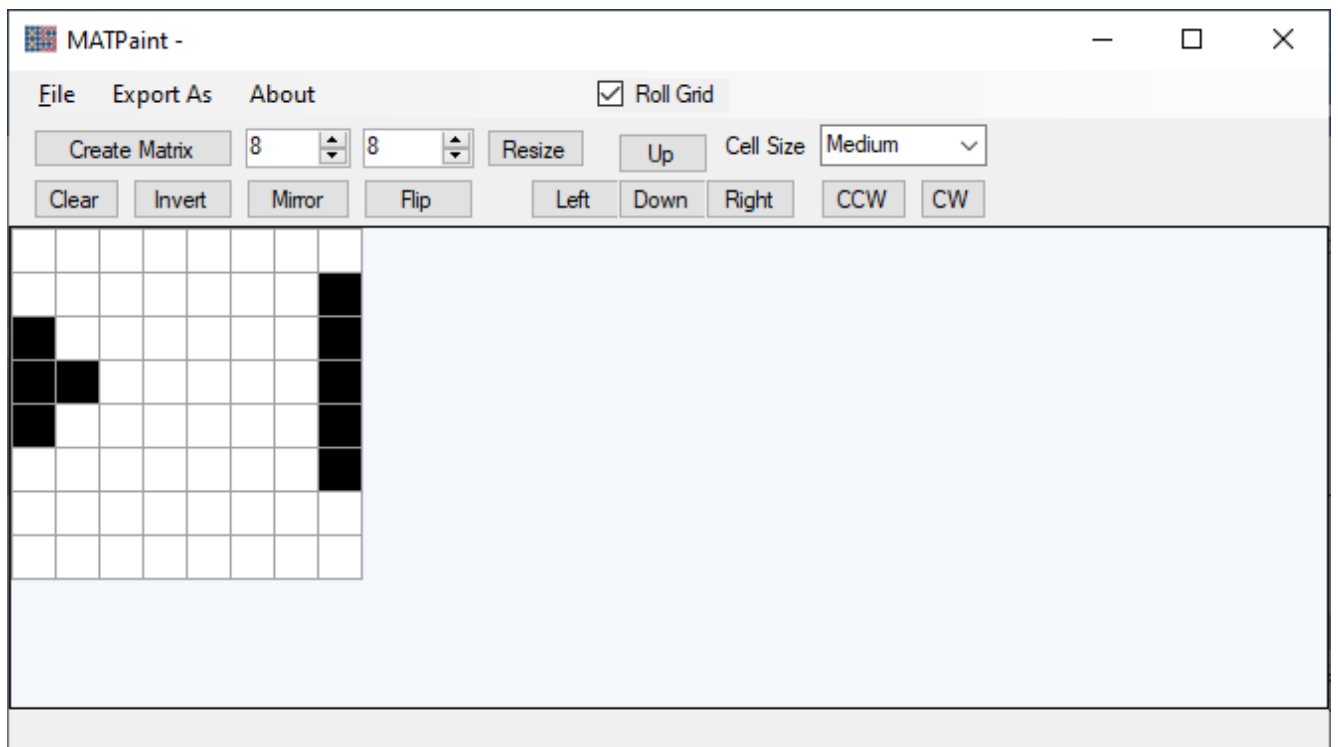 MATPaint -
File Export As About Roll Grid
Create Matrix 8 8 Resize Up Cell Size Medium
Clear Invert Mirror Flip Left Down Right CCW CW